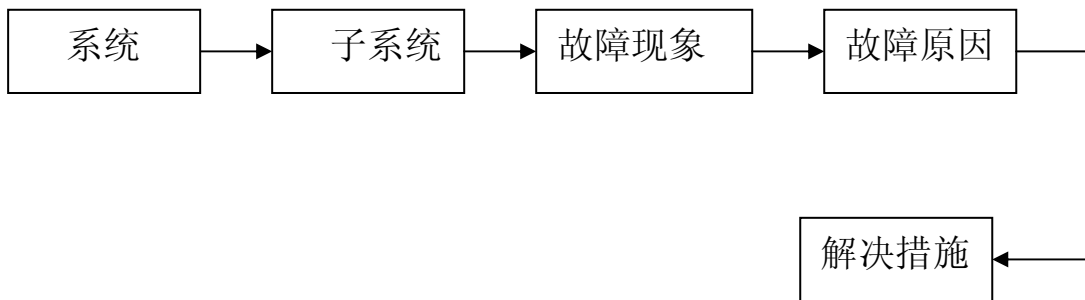 系统
子系统
故障现象
故障原因
解决措施